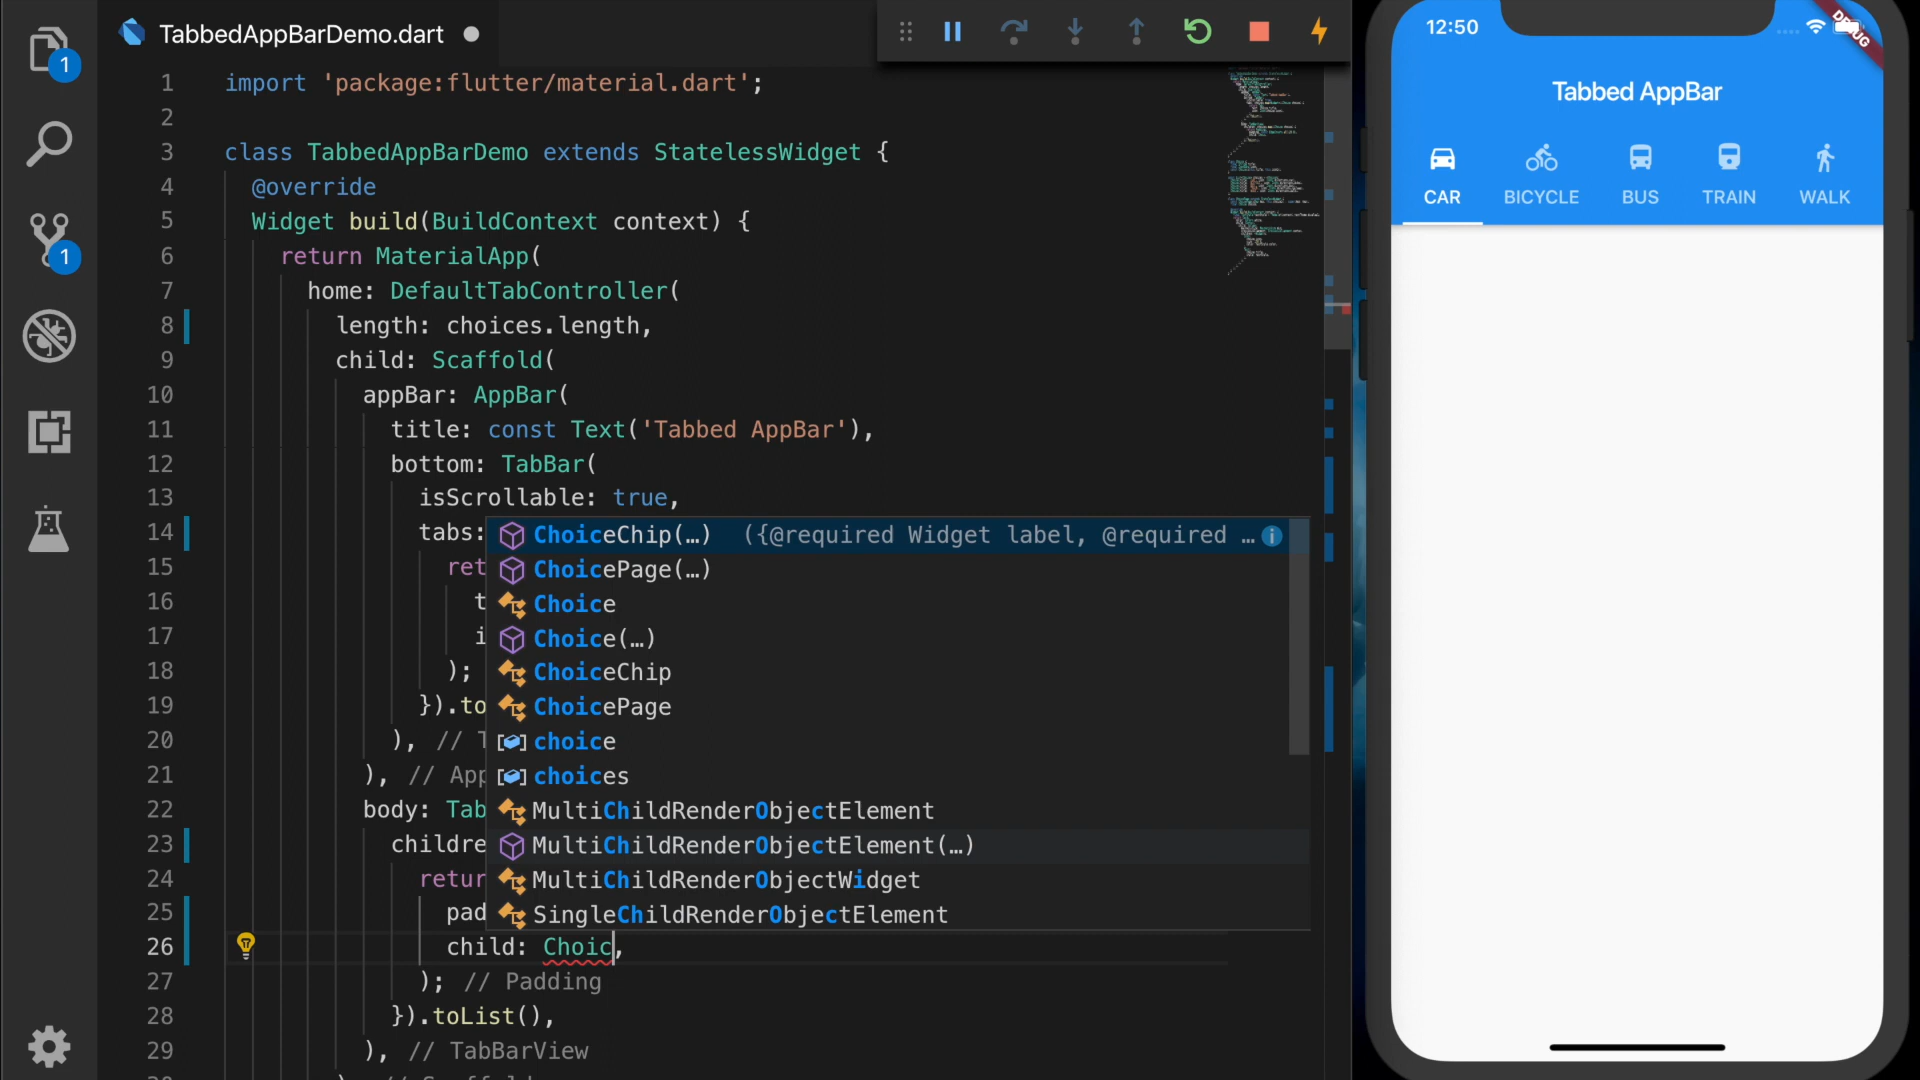 TabbedAppBarDemo.dart
1
1
1 import 'package:flutter/material.dart';
2
3 class TabbedAppBarDemo extends StatelessWidget {
4 @override
5 Widget build(BuildContext context) {
6 return MaterialApp(
7 home: DefaultTabController(
8 length: choices.length,
9 child: Scaffold(
10 appBar: AppBar(
11 title: const Text('Tabbed AppBar'),
12 bottom: TabBar(
13 isScrollable: true,
14 tabs:
15 ret
16 t
17 i
18 );
19 }).to
20 ), // T
21 ), // App
22 body: Tab
23 childre
24 retur
25 pad
26 child: Choic,
27 ); // Padding
28 }).toList(),
29 ), // TabBarView
ChoiceChip(…) ({@required Widget label, @required …
ChoicePage(…)
Choice
Choice(…)
ChoiceChip
ChoicePage
choice
choices
MultiChildRenderObjectElement
MultiChildRenderObjectElement(…)
MultiChildRenderObjectWidget
SingleChildRenderObjectElement
12:50
DEBUG
Tabbed AppBar
CAR BICYCLE BUS TRAIN WALK